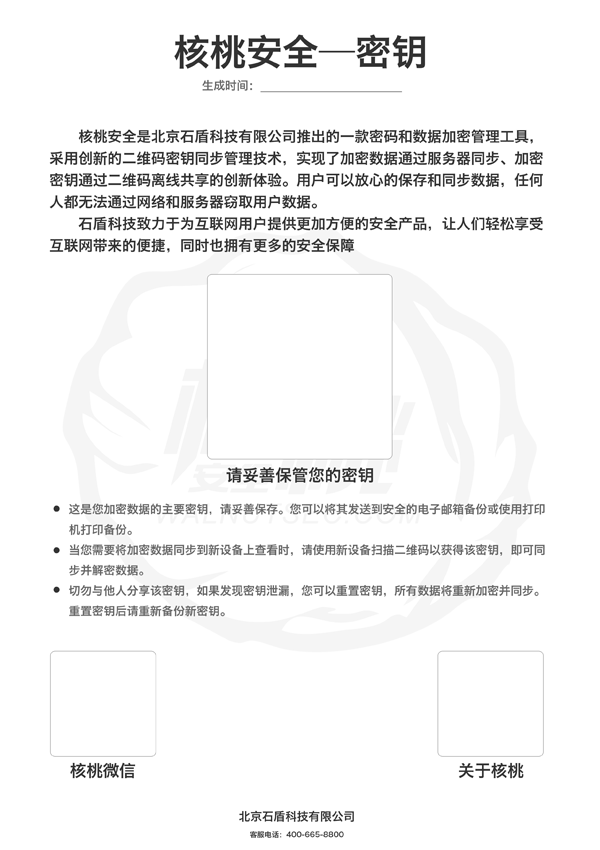 核桃安全—密钥
生成时间：
核桃安全是北京石盾科技有限公司推出的一款密码和数据加密管理工具，
采用创新的二维码密钥同步管理技术，实现了加密数据通过服务器同步、加密
密钥通过二维码离线共享的创新体验。用户可以放心的保存和同步数据，任何
人都无法通过网络和服务器窃取用户数据。
石盾科技致力于为互联网用户提供更加方便的安全产品，让人们轻松享受
互联网带来的便捷，同时也拥有更多的安全保障
请妥善保管您的密钥
● 这是您加密数据的主要密钥，请妥善保存。您可以将其发送到安全的电子邮箱备份或使用打印
机打印备份。
● 当您需要将加密数据同步到新设备上查看时，请使用新设备扫描二维码以获得该密钥，即可同
步并解密数据。
● 切勿与他人分享该密钥，如果发现密钥泄漏，您可以重置密钥，所有数据将重新加密并同步。
重置密钥后请重新备份新密钥。
WALNUTSEC.COM
核桃微信
关于核桃
北京石盾科技有限公司
客服电话：400-665-8800